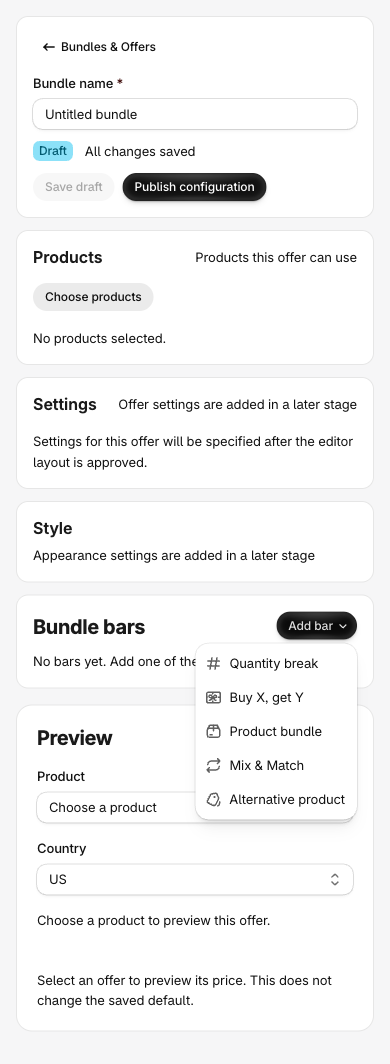 Bundles & Offers
Bundle name *
Untitled bundle
Draft All changes saved
Save draft Publish configuration
Products Products this offer can use
Choose products
No products selected.
Settings Offer settings are added in a later stage
Settings for this offer will be specified after the editor
layout is approved.
Style
Appearance settings are added in a later stage
Bundle bars Add bar
No bars yet. Add one of the
Quantity break
Buy X, get Y
Product bundle
Mix & Match
Alternative product
Preview
Product
Choose a product
Country
US
Choose a product to preview this offer.
Select an offer to preview its price. This does not
change the saved default.